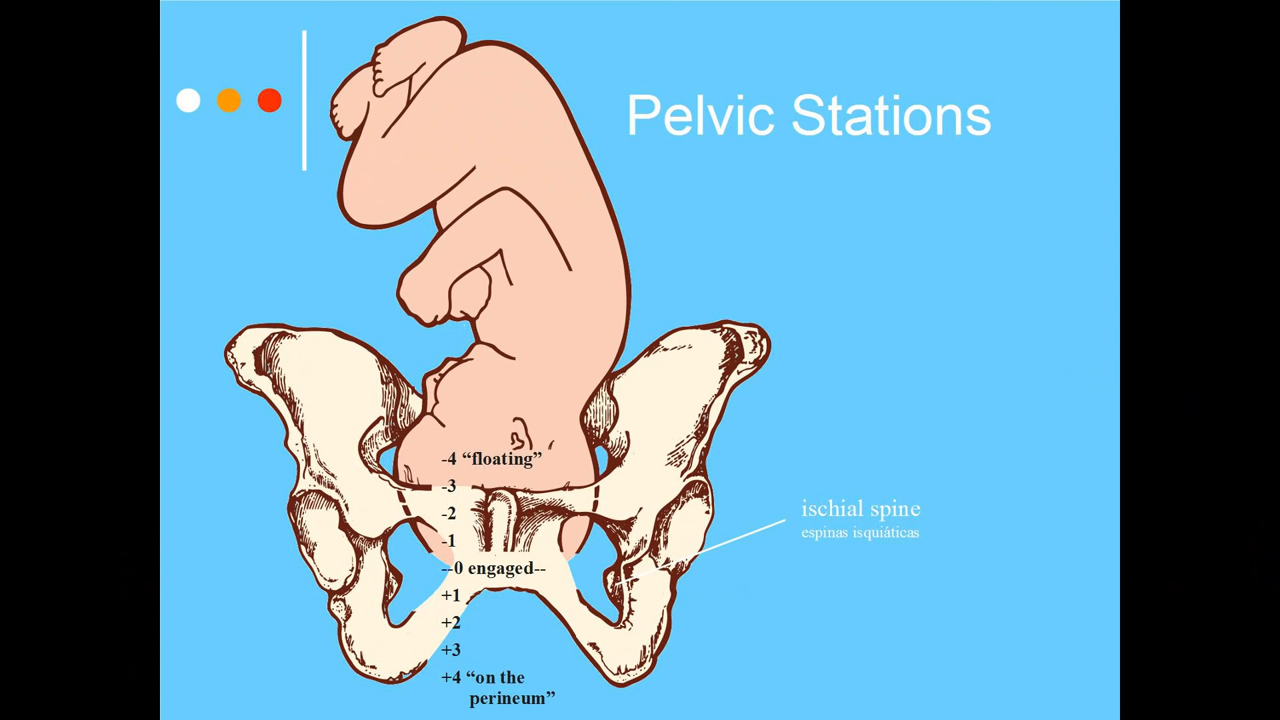 Pelvic Stations
-4 “floating”
-3
-2
-1
--0 engaged--
+1
+2
+3
+4 “on the
perineum”
ischial spine
espinas isquiáticas